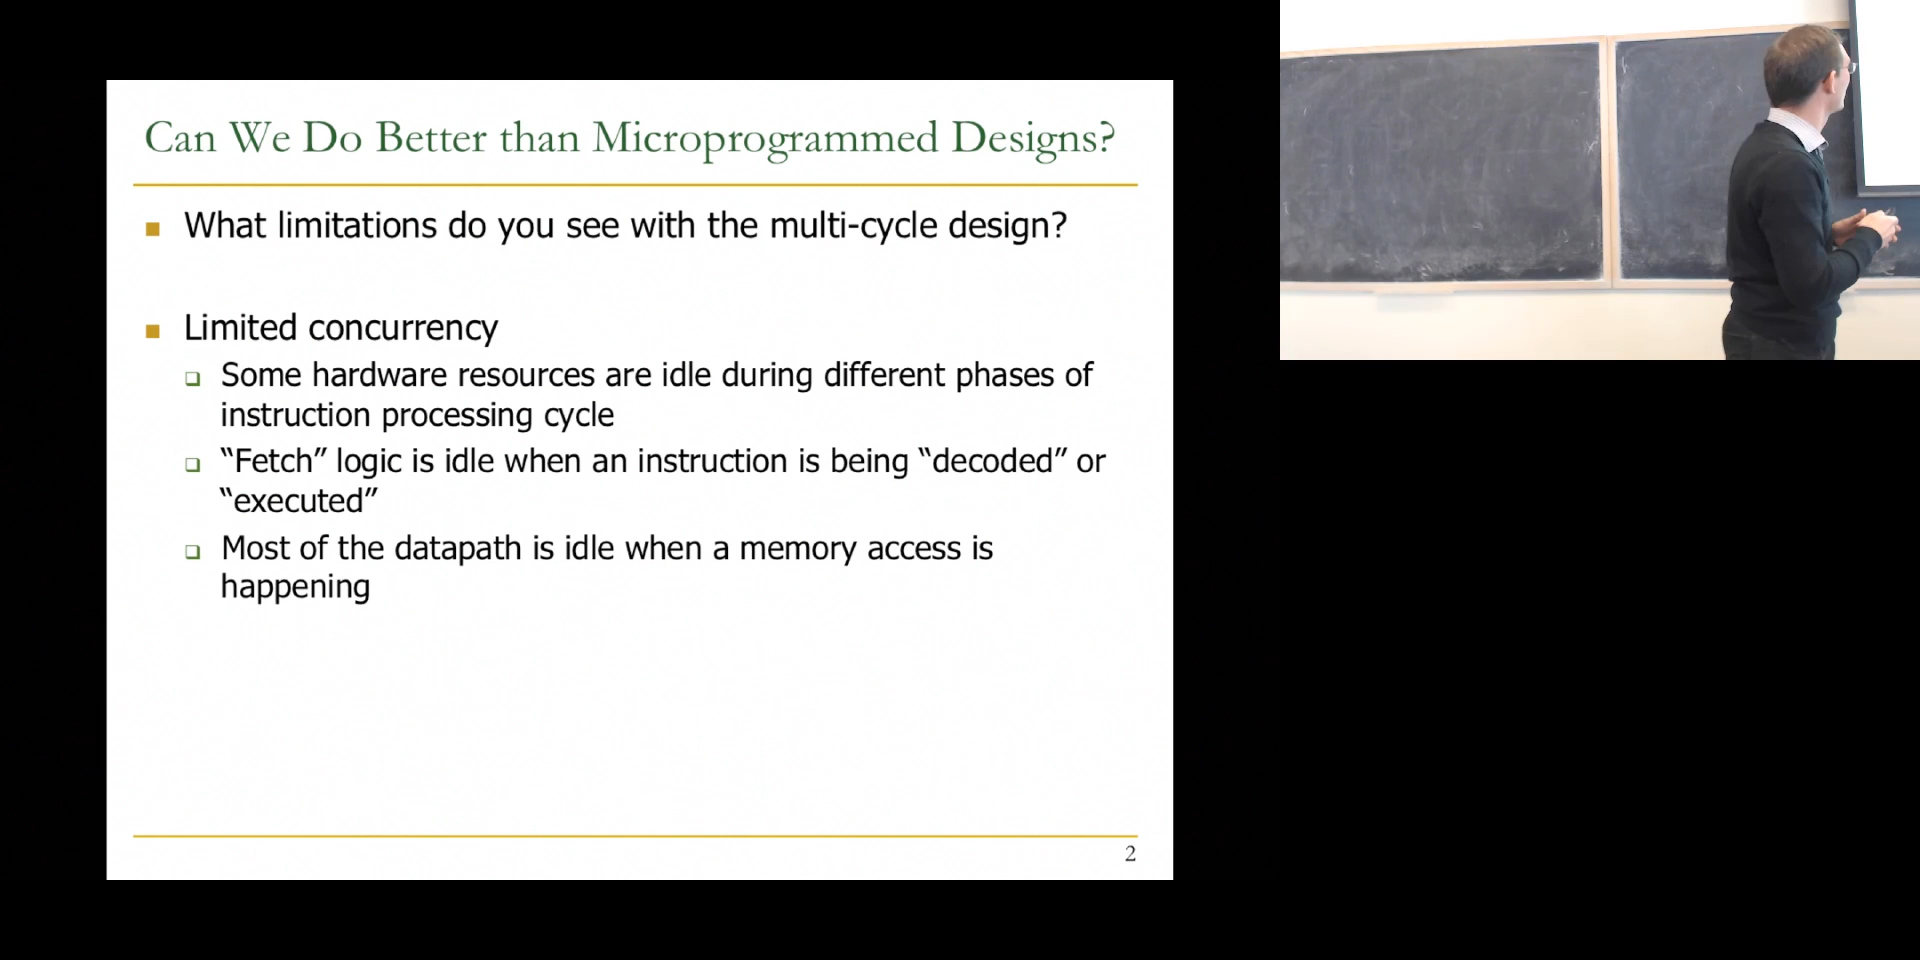 Can We Do Better than Microprogrammed Designs?
What limitations do you see with the multi-cycle design?
Limited concurrency
Some hardware resources are idle during different phases of
instruction processing cycle
“Fetch” logic is idle when an instruction is being “decoded” or
“executed”
Most of the datapath is idle when a memory access is
happening
2